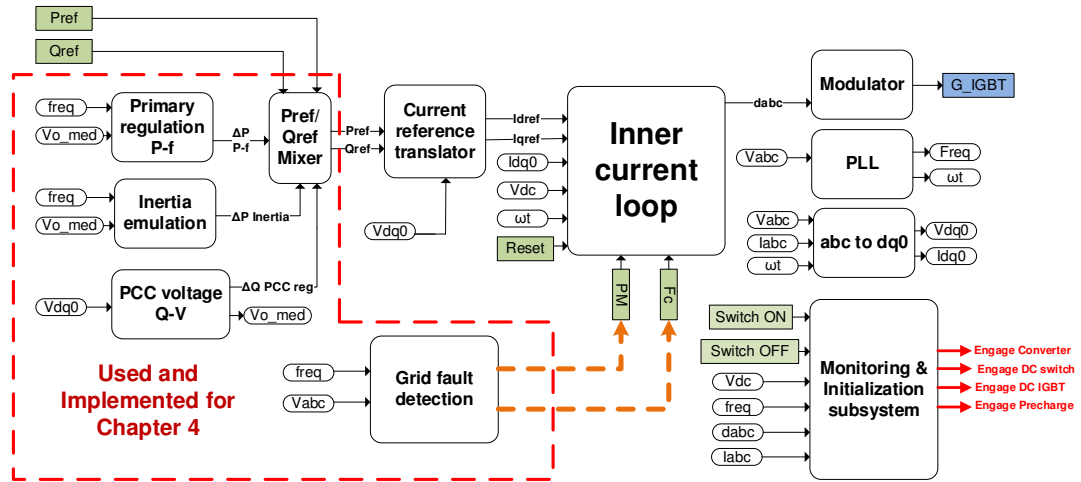 Pref
Qref
freq
Vo_med
Primary
regulation
P-f
ΔP
P-f
Pref/
Qref
Mixer
Pref
Qref
Current
reference
translator
Vdq0
freq
Vo_med
Inertia
emulation
ΔP Inertia
Vdq0
PCC voltage
Q-V
ΔQ PCC reg
Vo_med
Used and
Implemented for
Chapter 4
freq
Vabc
Grid fault
detection
Idref
Iqref
Idq0
Vdc
ωt
Reset
Inner
current
loop
PM
Fc
dabc
Modulator
G_IGBT
Vabc
PLL
Freq
ωt
Vabc
Iabc
ωt
abc to dq0
Vdq0
Idq0
Switch ON
Switch OFF
Vdc
freq
dabc
Iabc
Monitoring &
Initialization
subsystem
Engage Converter
Engage DC switch
Engage DC IGBT
Engage Precharge